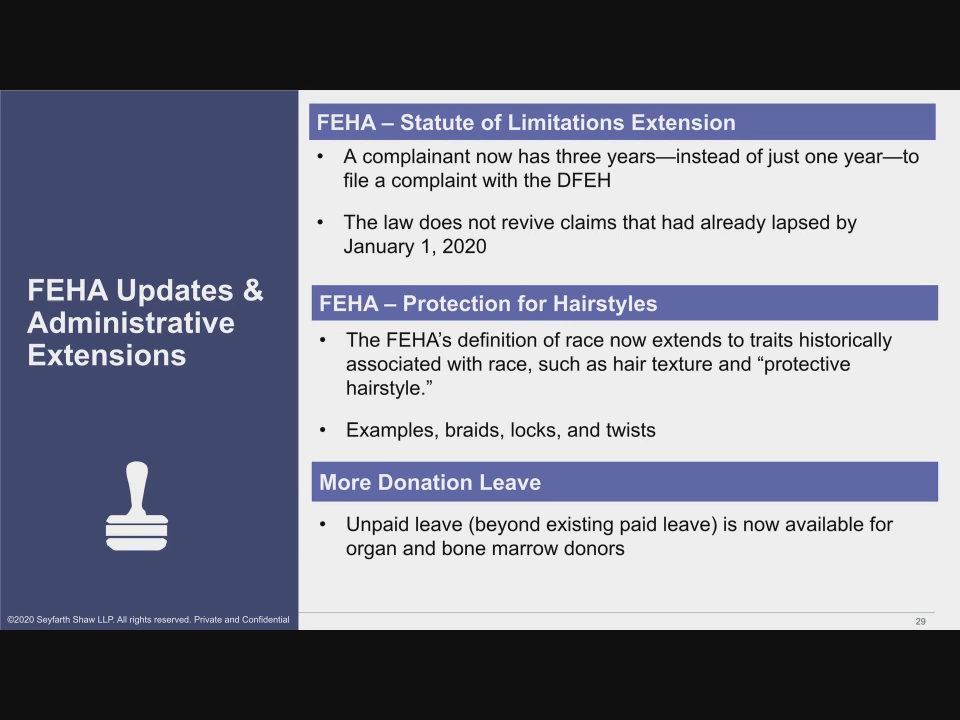 FEHA Updates &
Administrative
Extensions
FEHA – Statute of Limitations Extension
• A complainant now has three years—instead of just one year—to
file a complaint with the DFEH
• The law does not revive claims that had already lapsed by
January 1, 2020
FEHA – Protection for Hairstyles
• The FEHA’s definition of race now extends to traits historically
associated with race, such as hair texture and “protective
hairstyle.”
• Examples, braids, locks, and twists
More Donation Leave
• Unpaid leave (beyond existing paid leave) is now available for
organ and bone marrow donors
©2020 Seyfarth Shaw LLP. All rights reserved. Private and Confidential
29